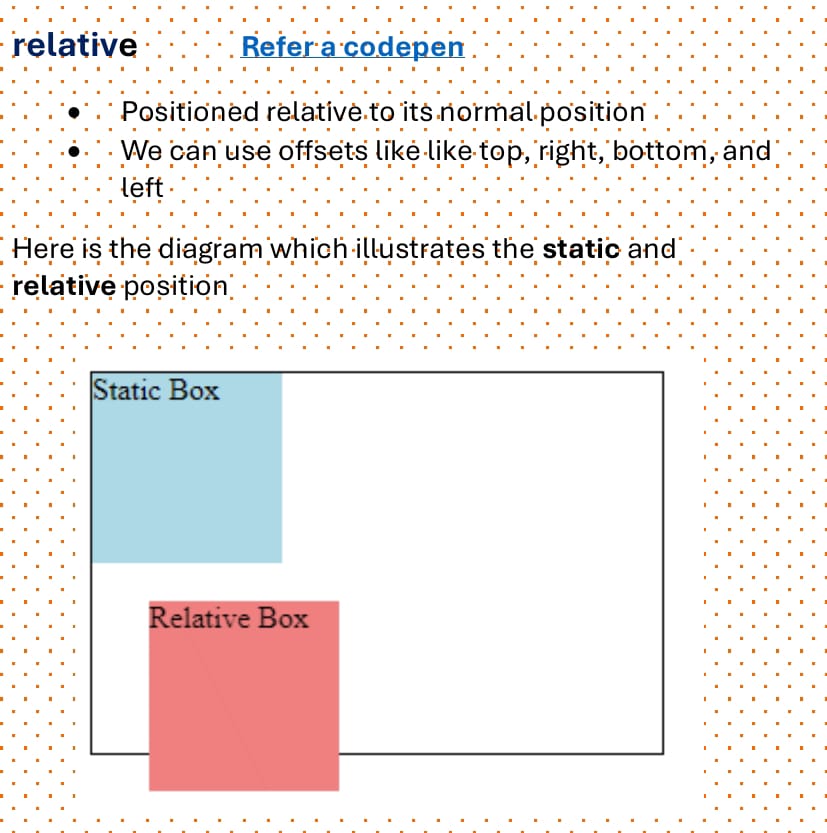 relative Refer a codepen
• Positioned relative to its normal position
• We can use offsets like like top, right, bottom, and
left
Here is the diagram which illustrates the static and
relative position
Static Box
Relative Box